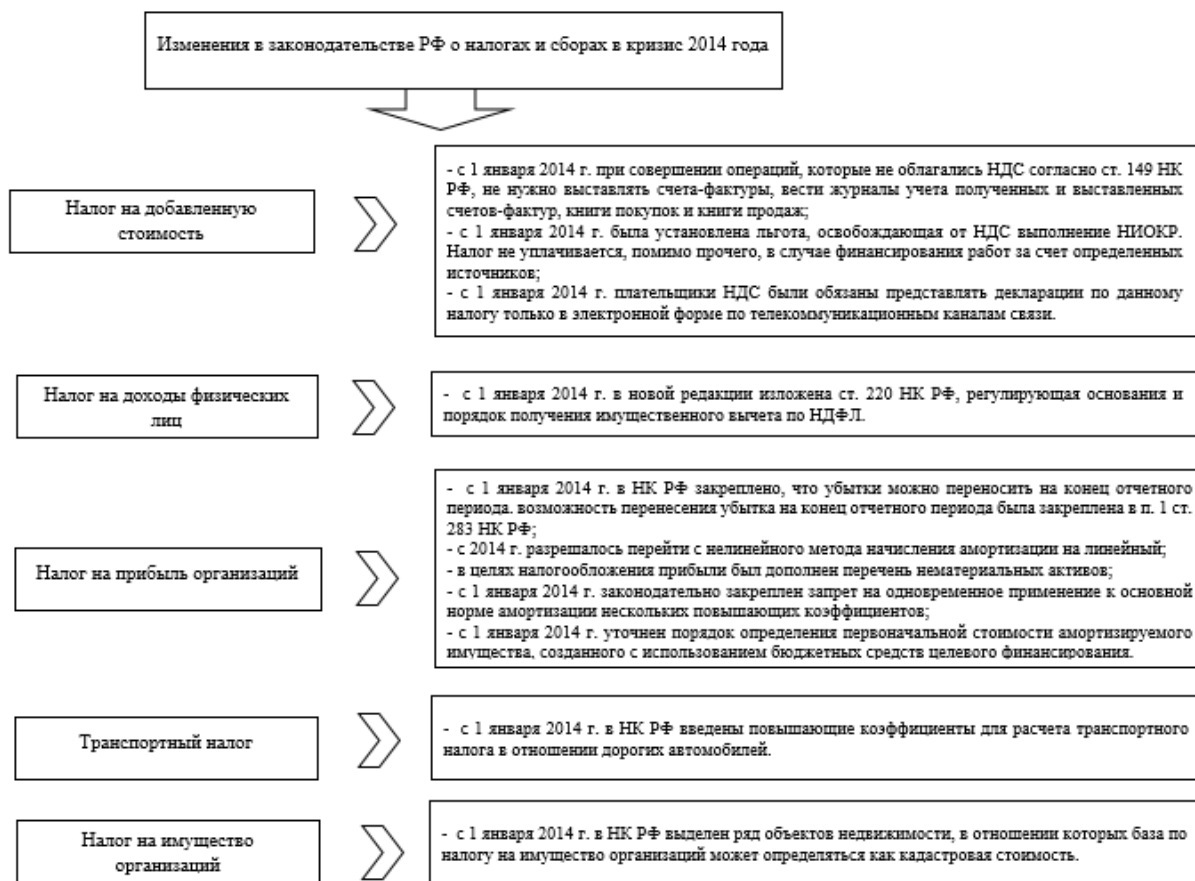 Изменения в законодательстве РФ о налогах и сборах в кризис 2014 года
Налог на добавленную
стоимость
- с 1 января 2014 г. при совершении операций, которые не облагались НДС согласно ст. 149 НК
РФ, не нужно выставлять счета-фактуры, вести журналы учета полученных и выставленных
счетов-фактур, книги покупок и книги продаж;
- с 1 января 2014 г. была установлена льгота, освобождающая от НДС выполнение НИОКР.
Налог не уплачивается, помимо прочего, в случае финансирования работ за счет определенных
источников;
- с 1 января 2014 г. плательщики НДС были обязаны представлять декларации по данному
налогу только в электронной форме по телекоммуникационным каналам связи.
Налог на доходы физических
лиц
- с 1 января 2014 г. в новой редакции изложена ст. 220 НК РФ, регулирующая основания и
порядок получения имущественного вычета по НДФЛ.
Налог на прибыль организаций
- с 1 января 2014 г. в НК РФ закреплено, что убытки можно переносить на конец отчетного
периода. возможность перенесения убытка на конец отчетного периода была закреплена в п. 1 ст.
283 НК РФ;
- с 2014 г. разрешалось перейти с нелинейного метода начисления амортизации на линейный;
- в целях налогообложения прибыли был дополнен перечень нематериальных активов;
- с 1 января 2014 г. законодательно закреплен запрет на одновременное применение к основной
норме амортизации нескольких повышающих коэффициентов;
- с 1 января 2014 г. уточнен порядок определения первоначальной стоимости амортизируемого
имущества, созданного с использованием бюджетных средств целевого финансирования.
Транспортный налог
- с 1 января 2014 г. в НК РФ введены повышающие коэффициенты для расчета транспортного
налога в отношении дорогих автомобилей.
Налог на имущество
организаций
- с 1 января 2014 г. в НК РФ выделен ряд объектов недвижимости, в отношении которых база по
налогу на имущество организаций может определяться как кадастровая стоимость.